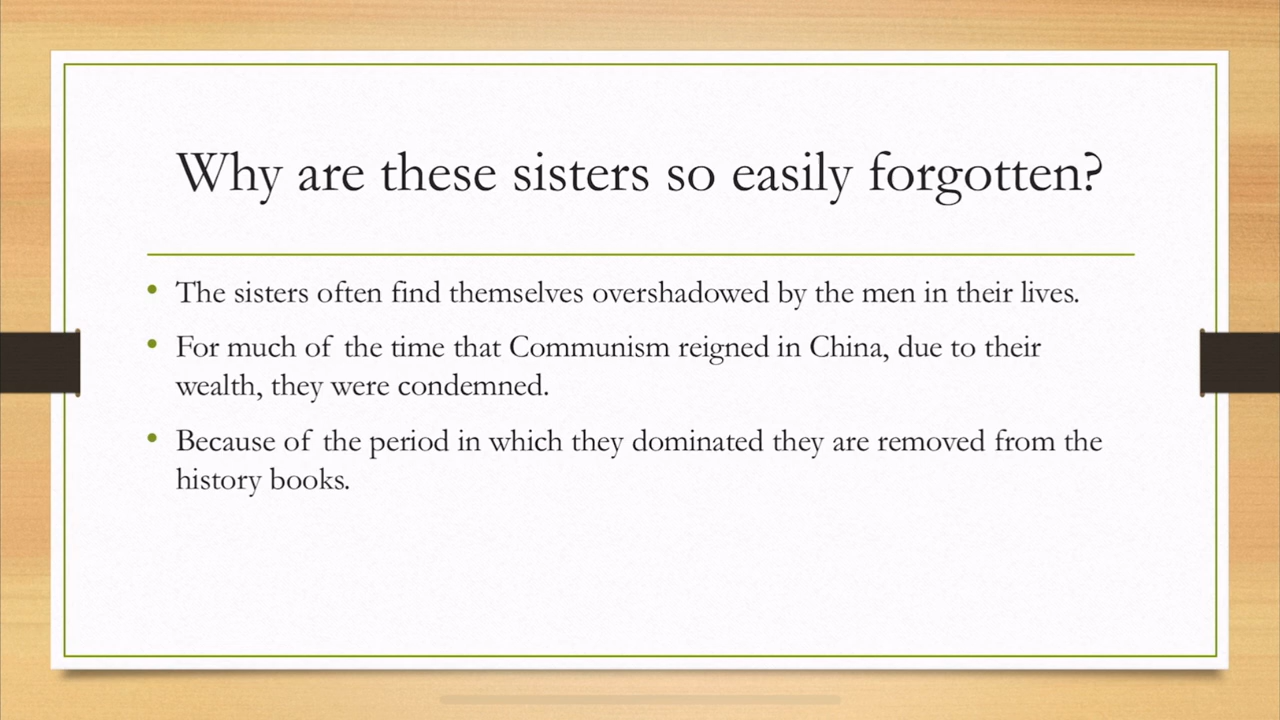 Why are these sisters so easily forgotten?
• The sisters often find themselves overshadowed by the men in their lives.
• For much of the time that Communism reigned in China, due to their
wealth, they were condemned.
• Because of the period in which they dominated they are removed from the
history books.